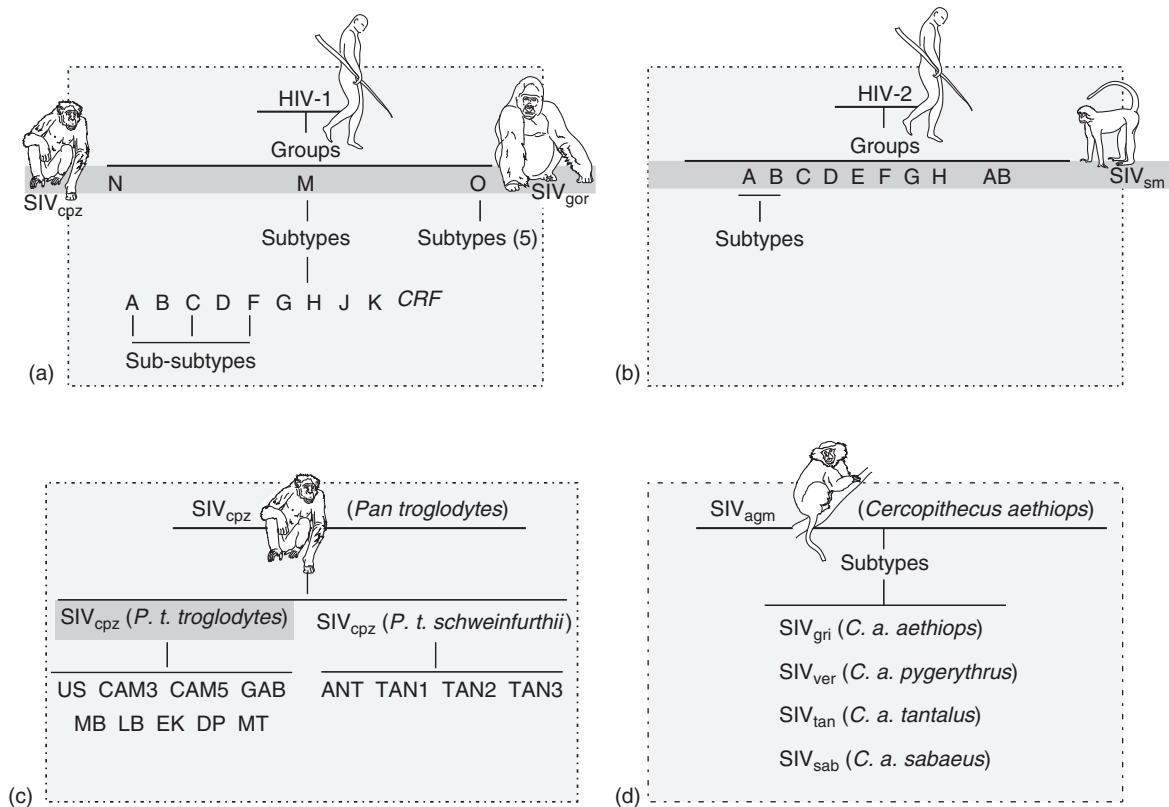 (a)
HIV-1
Groups
N M O
SIVcpz
SIVgor
Subtypes Subtypes (5)
A B C D F G H J K CRF
Sub-subtypes
(b)
HIV-2
Groups
A B C D E F G H AB
SIVsm
Subtypes
(c)
SIVcpz (Pan troglodytes)
SIVcpz (P. t. troglodytes)
US CAM3 CAM5 GAB
MB LB EK DP MT
SIVcpz (P. t. schweinfurthii)
ANT TAN1 TAN2 TAN3
(d)
SIVagm (Cercopithecus aethiops)
Subtypes
SIVgri (C. a. aethiops)
SIVver (C. a. pygerythrus)
SIVtan (C. a. tantalus)
SIVsab (C. a. sabaeus)